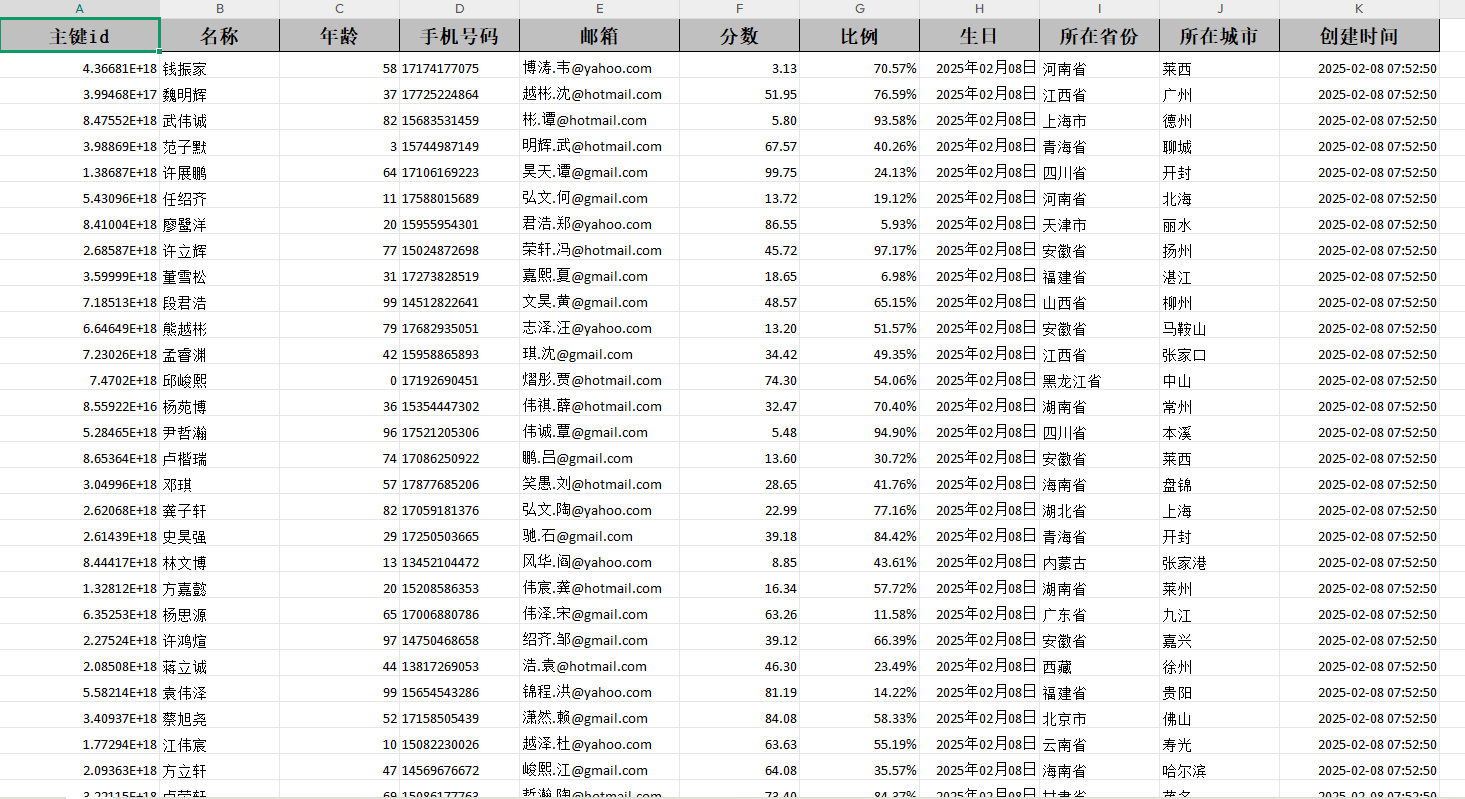 A B C D E F G H I J K
主键id 名称 年龄 手机号码 邮箱 分数 比例 生日 所在省份 所在城市 创建时间
4.36681E+18 钱振家 58 17174177075 博涛.韦@yahoo.com 3.13 70.57% 2025年02月08日 河南省 莱西 2025-02-08 07:52:50
3.99468E+17 魏明辉 37 17725224864 越彬.沈@hotmail.com 51.95 76.59% 2025年02月08日 江西省 广州 2025-02-08 07:52:50
8.47552E+18 武伟诚 82 15683531459 彬.谭@hotmail.com 5.80 93.58% 2025年02月08日 上海市 德州 2025-02-08 07:52:50
3.98869E+18 范子默 3 15744987149 明辉.武@hotmail.com 67.57 40.26% 2025年02月08日 青海省 聊城 2025-02-08 07:52:50
1.38687E+18 许展鹏 64 17106169223 昊天.谭@gmail.com 99.75 24.13% 2025年02月08日 四川省 开封 2025-02-08 07:52:50
5.43096E+18 任绍齐 11 17588015689 弘文.何@gmail.com 13.72 19.12% 2025年02月08日 河南省 北海 2025-02-08 07:52:50
8.41004E+18 廖鹭洋 20 15955954301 君浩.郑@yahoo.com 86.55 5.93% 2025年02月08日 天津市 丽水 2025-02-08 07:52:50
2.68587E+18 许立辉 77 15024872698 荣轩.冯@hotmail.com 45.72 97.17% 2025年02月08日 安徽省 扬州 2025-02-08 07:52:50
3.59999E+18 董雪松 31 17273828519 嘉熙.夏@gmail.com 18.65 6.98% 2025年02月08日 福建省 湛江 2025-02-08 07:52:50
7.18513E+18 段君浩 99 14512822641 文昊.黄@gmail.com 48.57 65.15% 2025年02月08日 山西省 柳州 2025-02-08 07:52:50
6.64649E+18 熊越彬 79 17682935051 志泽.汪@yahoo.com 13.20 51.57% 2025年02月08日 安徽省 马鞍山 2025-02-08 07:52:50
7.23026E+18 孟睿渊 42 15958865893 琪.沈@gmail.com 34.42 49.35% 2025年02月08日 江西省 张家口 2025-02-08 07:52:50
7.4702E+18 邱峻熙 0 17192690451 熠彤.贾@hotmail.com 74.30 54.06% 2025年02月08日 黑龙江省 中山 2025-02-08 07:52:50
8.55922E+16 杨苑博 36 15354447302 伟祺.薛@hotmail.com 32.47 70.40% 2025年02月08日 湖南省 常州 2025-02-08 07:52:50
5.28465E+18 尹哲瀚 96 17521205306 伟诚.覃@gmail.com 5.48 94.90% 2025年02月08日 四川省 本溪 2025-02-08 07:52:50
8.65364E+18 卢楷瑞 74 17086250922 鹏.吕@gmail.com 13.60 30.72% 2025年02月08日 安徽省 莱西 2025-02-08 07:52:50
3.04996E+18 邓琪 57 17877685206 笑愚.刘@hotmail.com 28.65 41.76% 2025年02月08日 海南省 盘锦 2025-02-08 07:52:50
2.62068E+18 龚子轩 82 17059181376 弘文.陶@yahoo.com 22.99 77.16% 2025年02月08日 湖北省 上海 2025-02-08 07:52:50
2.61439E+18 史昊强 29 17250503665 驰.石@gmail.com 39.18 84.42% 2025年02月08日 青海省 开封 2025-02-08 07:52:50
8.44417E+18 林文博 13 13452104472 风华.阎@yahoo.com 8.85 43.61% 2025年02月08日 内蒙古 张家港 2025-02-08 07:52:50
1.32812E+18 方嘉懿 20 15208586353 伟宸.龚@hotmail.com 16.34 57.72% 2025年02月08日 湖南省 莱州 2025-02-08 07:52:50
6.35253E+18 杨思源 65 17006880786 伟泽.宋@gmail.com 63.26 11.58% 2025年02月08日 广东省 九江 2025-02-08 07:52:50
2.27524E+18 许鸿煊 97 14750468658 绍齐.邹@gmail.com 39.12 66.39% 2025年02月08日 安徽省 嘉兴 2025-02-08 07:52:50
2.08508E+18 蒋立诚 44 13817269053 浩.袁@hotmail.com 46.30 23.49% 2025年02月08日 西藏 徐州 2025-02-08 07:52:50
5.58214E+18 袁伟泽 99 15654543286 锦程.洪@yahoo.com 81.19 14.22% 2025年02月08日 福建省 贵阳 2025-02-08 07:52:50
3.40937E+18 蔡旭尧 52 17158505439 潇然.赖@gmail.com 84.08 58.33% 2025年02月08日 北京市 佛山 2025-02-08 07:52:50
1.77294E+18 江伟宸 10 15082230026 越泽.杜@yahoo.com 63.63 55.19% 2025年02月08日 云南省 寿光 2025-02-08 07:52:50
2.09363E+18 方立轩 47 14569676672 峻熙.江@gmail.com 64.08 35.57% 2025年02月08日 海南省 哈尔滨 2025-02-08 07:52:50
3.22115E+18 卢荣轩 69 15086177763 哲瀚.陶@hotmail.com 73.40 84.37% 2025年02月08日 甘肃省 茂名 2025-02-08 07:52:50